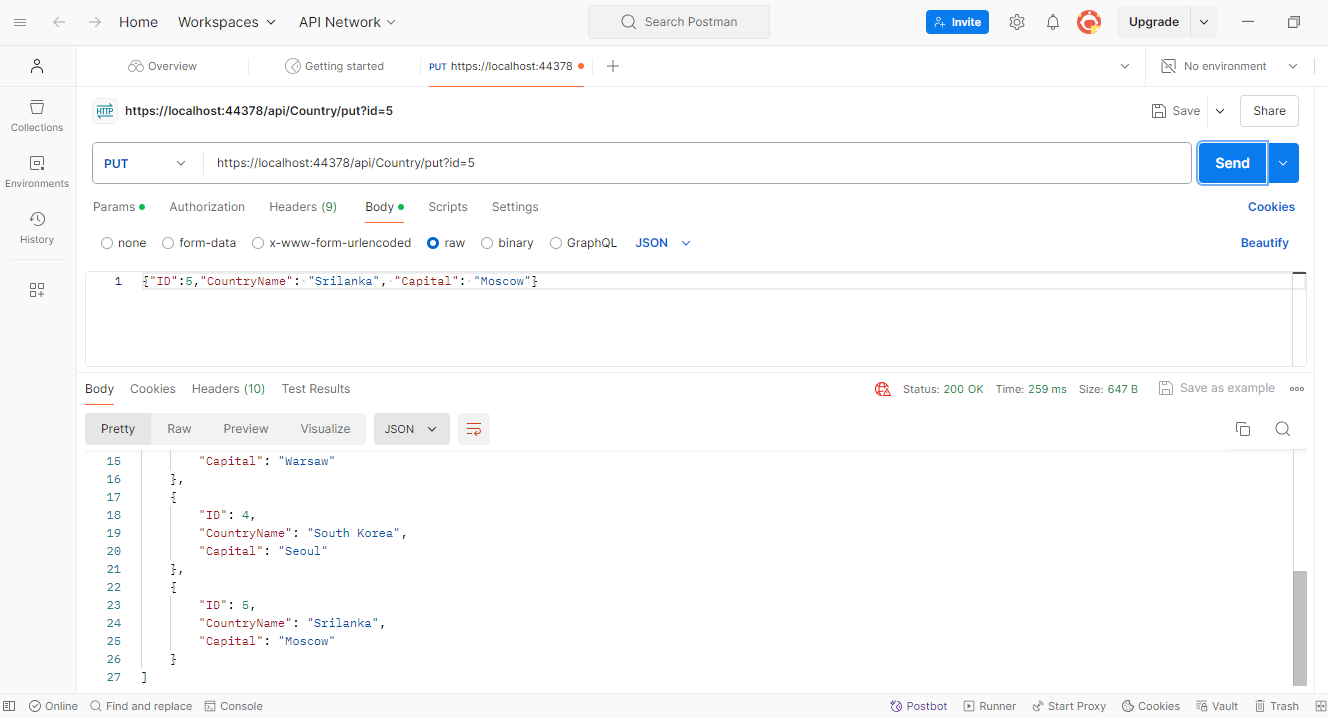 Home Workspaces API Network Search Postman Invite Upgrade
Overview Getting started PUT https://localhost:44378 No environment
HTTP https://localhost:44378/api/Country/put?id=5 Save Share
PUT https://localhost:44378/api/Country/put?id=5 Send
Collections
Environments
History
Params Authorization Headers (9) Body Scripts Settings Cookies
none form-data x-www-form-urlencoded raw binary GraphQL JSON Beautify
1 {"ID":5,"CountryName": "Srilanka", "Capital": "Moscow"}
Body Cookies Headers (10) Test Results Status: 200 OK Time: 259 ms Size: 647 B Save as example
Pretty Raw Preview Visualize JSON
15 "Capital": "Warsaw"
16 },
17 {
18 "ID": 4,
19 "CountryName": "South Korea",
20 "Capital": "Seoul"
21 },
22 {
23 "ID": 5,
24 "CountryName": "Srilanka",
25 "Capital": "Moscow"
26 }
27 ]
Online Find and replace Console Postbot Runner Start Proxy Cookies Vault Trash